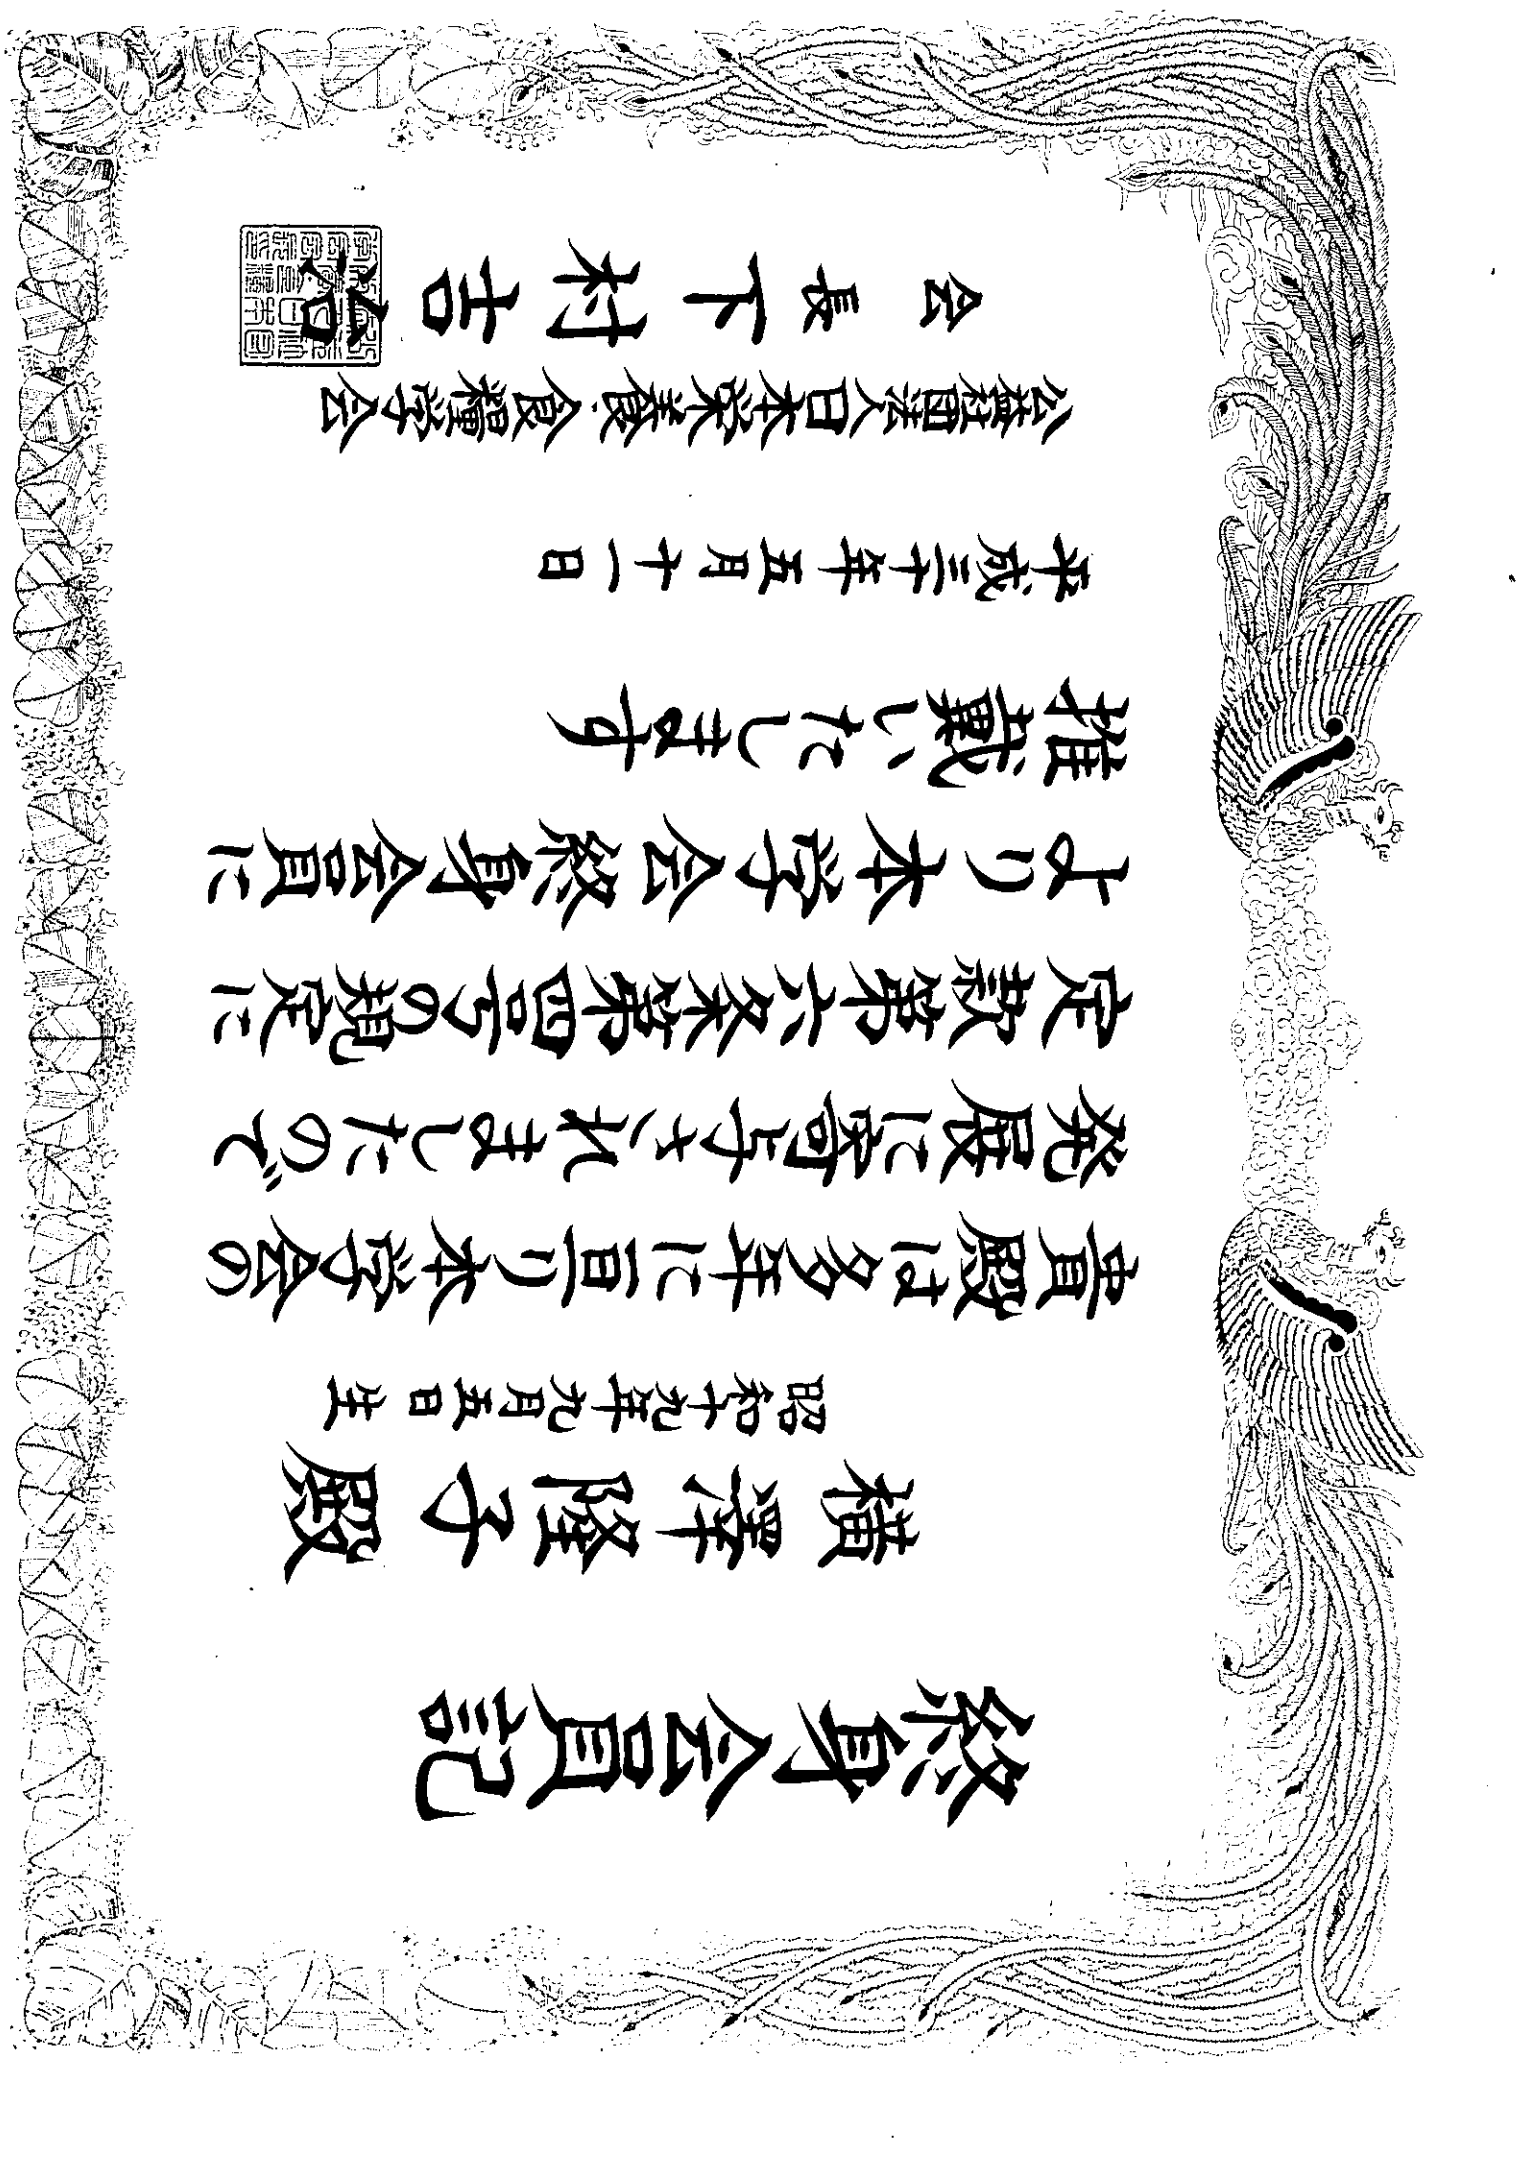 終身会員記
横澤隆子殿
昭和十九年九月五日生
貴殿は多年に亘り本学会の
発展に寄与されましたので
定款第六条第四号の規定に
より本学会終身会員に
推戴いたします
平成三十年五月十一日
公益社団法人日本栄養・食糧学会
会長下村吉治